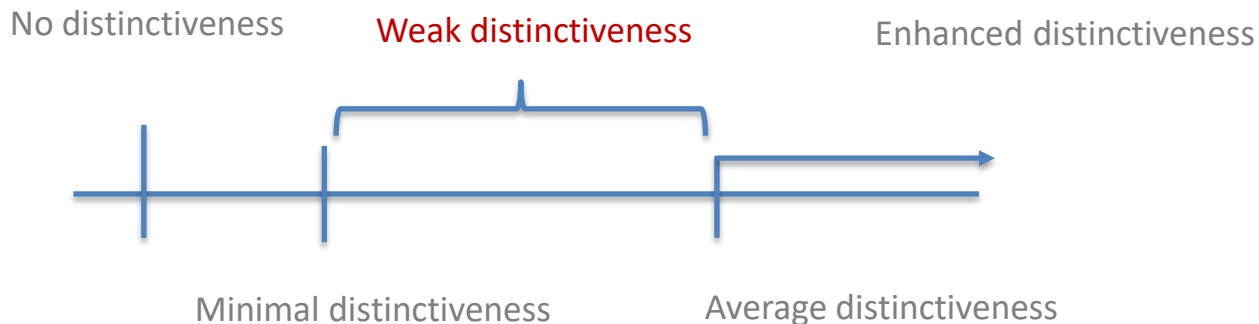 No distinctiveness
Weak distinctiveness
Enhanced distinctiveness
Minimal distinctiveness
Average distinctiveness